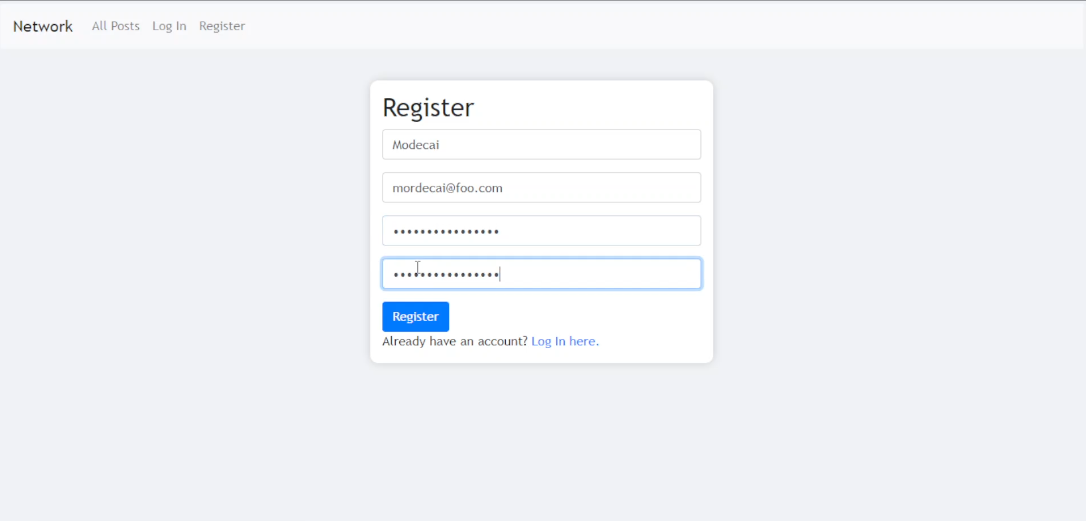 Network All Posts Log In Register
Register
Modecai
mordecai@foo.com
••••••••••••••••
••••••••••••••••
Register
Already have an account? Log In here.